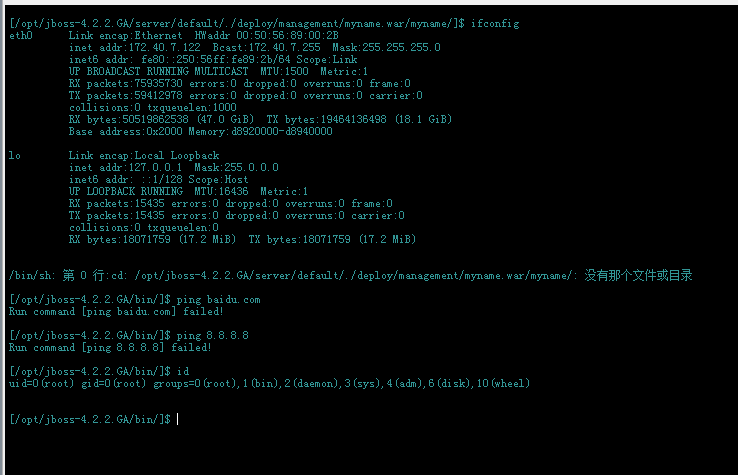 [/opt/jboss-4.2.2.GA/server/default/./deploy/management/myname.war/myname/]$ ifconfig
eth0 Link encap:Ethernet HWaddr 00:50:56:89:00:2B
inet addr:172.40.7.122 Bcast:172.40.7.255 Mask:255.255.255.0
inet6 addr: fe80::250:56ff:fe89:2b/64 Scope:Link
UP BROADCAST RUNNING MULTICAST MTU:1500 Metric:1
RX packets:75935730 errors:0 dropped:0 overruns:0 frame:0
TX packets:59412978 errors:0 dropped:0 overruns:0 carrier:0
collisions:0 txqueuelen:1000
RX bytes:50519862538 (47.0 GiB) TX bytes:19464136498 (18.1 GiB)
Base address:0x2000 Memory:d8920000-d8940000
lo Link encap:Local Loopback
inet addr:127.0.0.1 Mask:255.0.0.0
inet6 addr: ::1/128 Scope:Host
UP LOOPBACK RUNNING MTU:16436 Metric:1
RX packets:15435 errors:0 dropped:0 overruns:0 frame:0
TX packets:15435 errors:0 dropped:0 overruns:0 carrier:0
collisions:0 txqueuelen:0
RX bytes:18071759 (17.2 MiB) TX bytes:18071759 (17.2 MiB)
/bin/sh: 第 0 行:cd: /opt/jboss-4.2.2.GA/server/default/./deploy/management/myname.war/myname/: 没有那个文件或目录
[/opt/jboss-4.2.2.GA/bin/]$ ping baidu.com
Run command [ping baidu.com] failed!
[/opt/jboss-4.2.2.GA/bin/]$ ping 8.8.8.8
Run command [ping 8.8.8.8] failed!
[/opt/jboss-4.2.2.GA/bin/]$ id
uid=0(root) gid=0(root) groups=0(root),1(bin),2(daemon),3(sys),4(adm),6(disk),10(wheel)
[/opt/jboss-4.2.2.GA/bin/]$